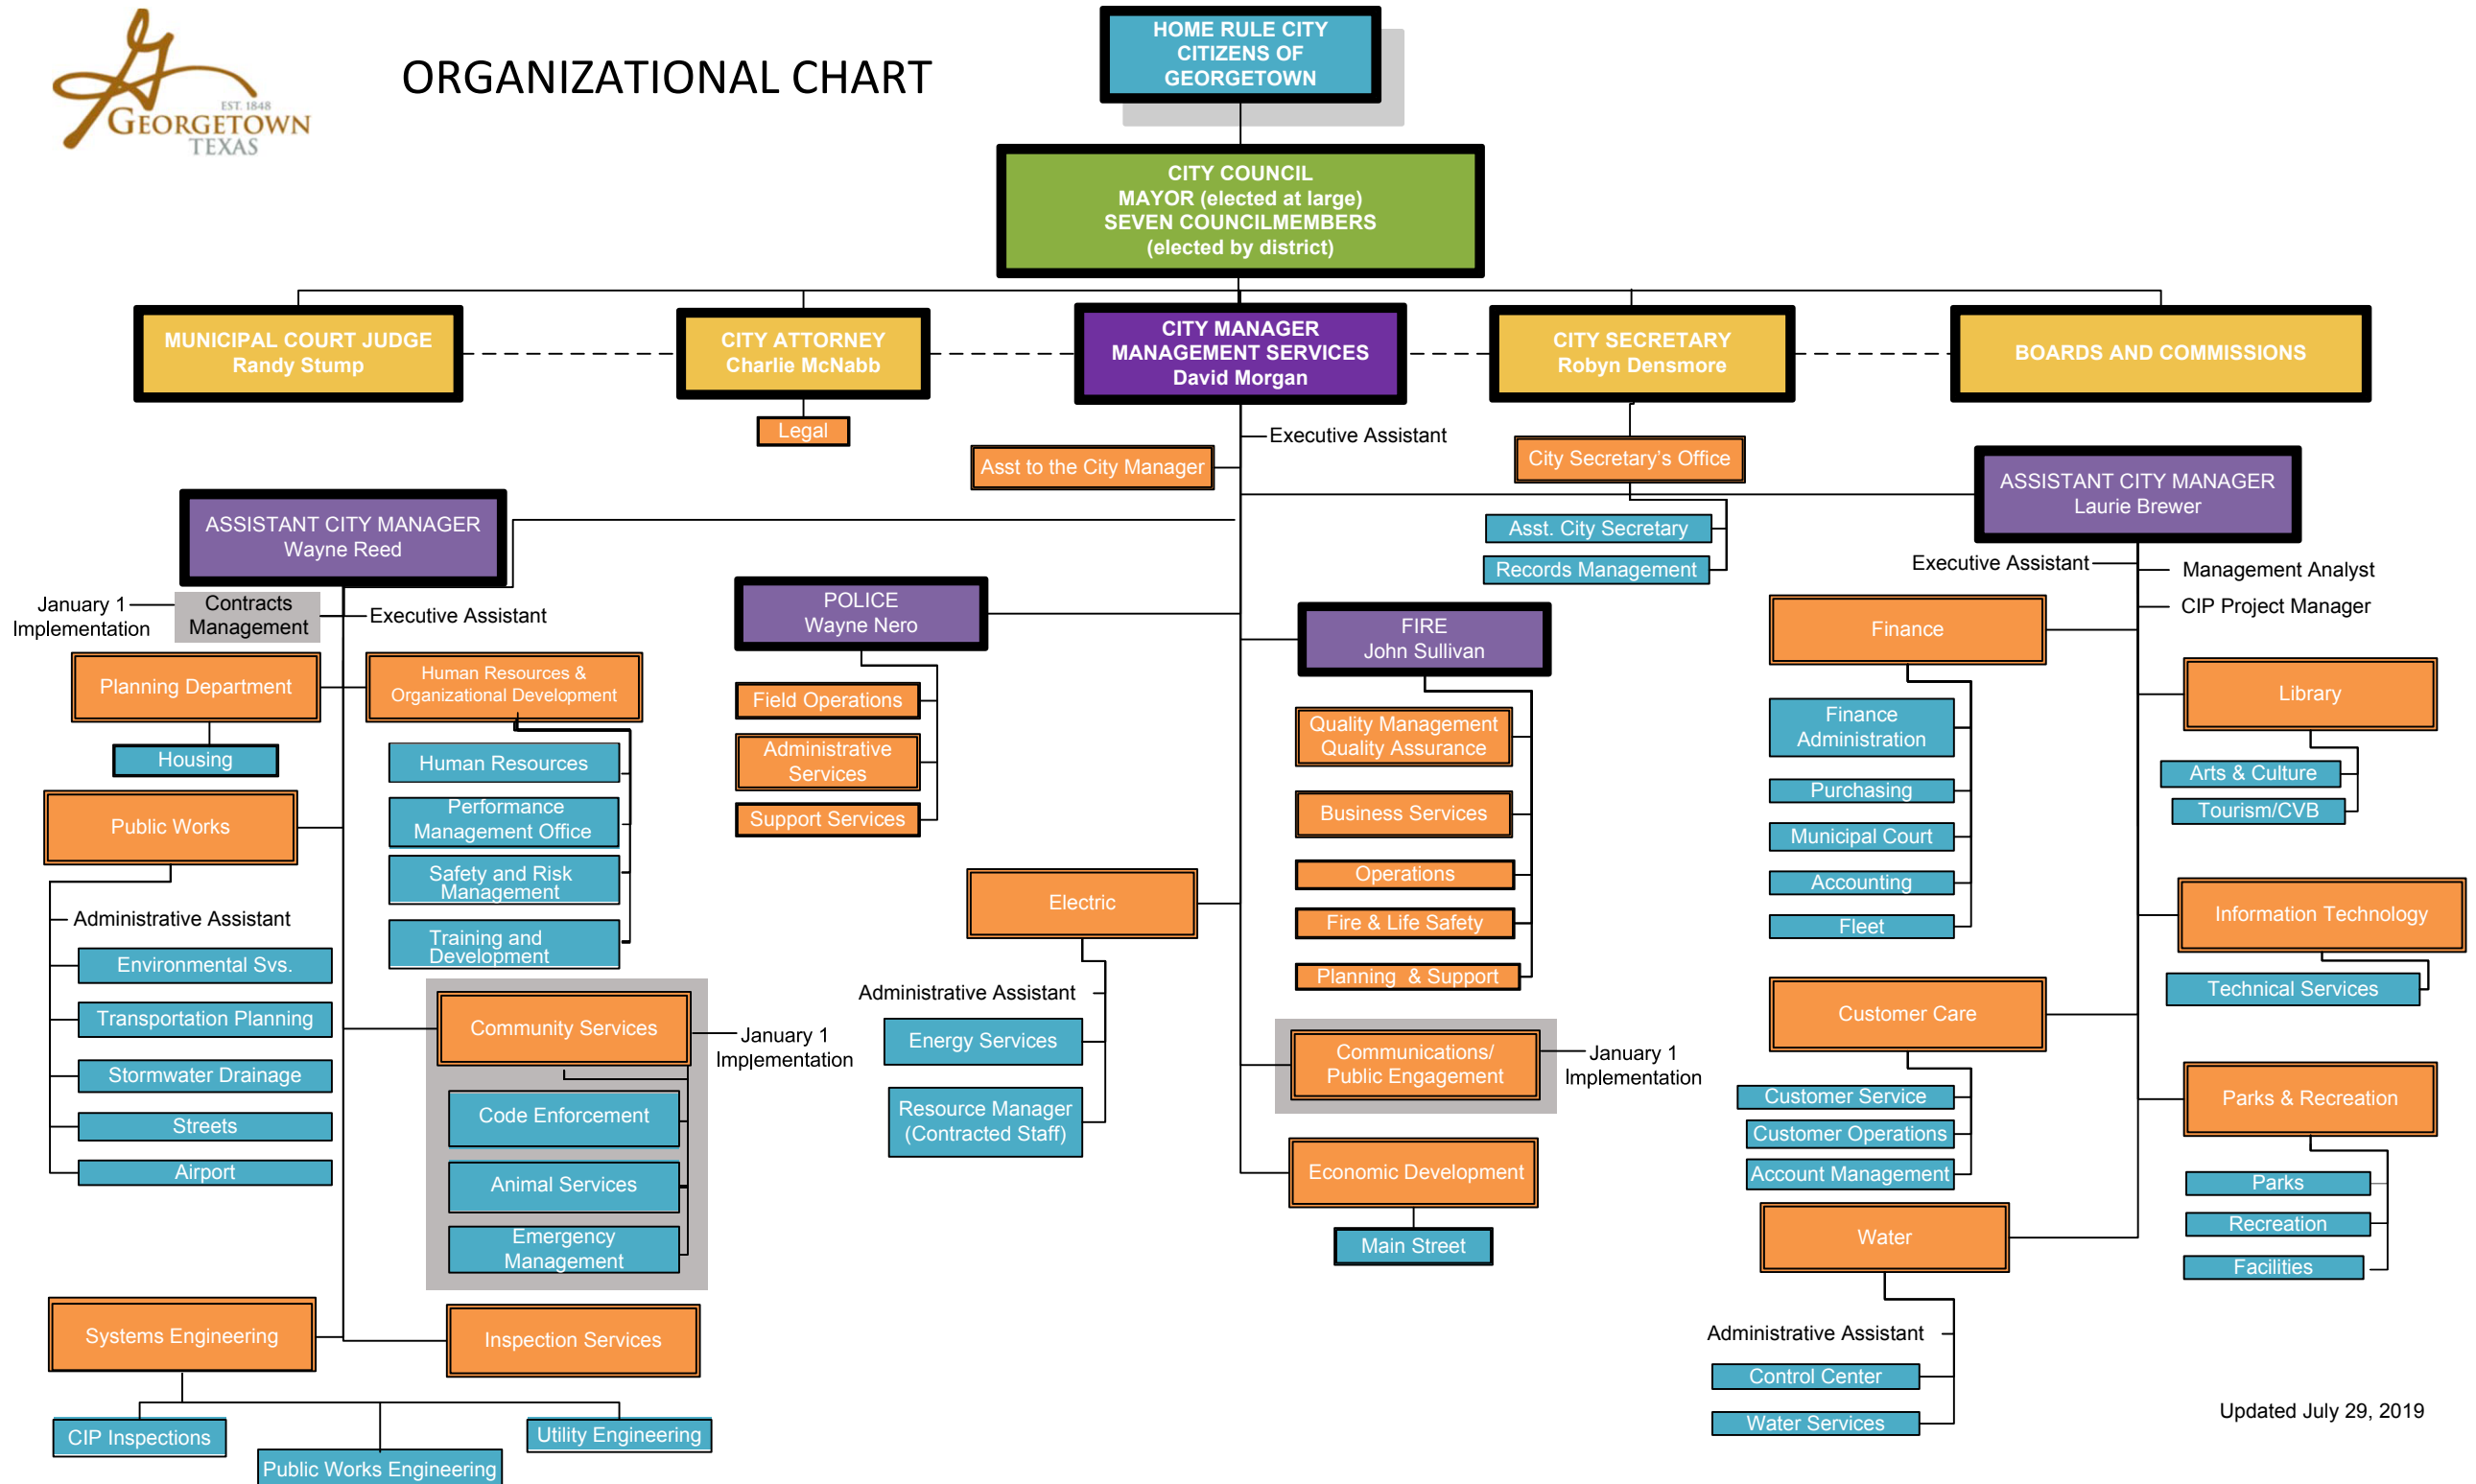 EST. 1848
GEORGETOWN
TEXAS
ORGANIZATIONAL CHART
HOME RULE CITY
CITIZENS OF
GEORGETOWN
CITY COUNCIL
MAYOR (elected at large)
SEVEN COUNCILMEMBERS
(elected by district)
MUNICIPAL COURT JUDGE
Randy Stump
CITY ATTORNEY
Charlie McNabb
CITY MANAGER
MANAGEMENT SERVICES
David Morgan
CITY SECRETARY
Robyn Densmore
BOARDS AND COMMISSIONS
Legal
Executive Assistant
Asst to the City Manager
City Secretary's Office
Asst. City Secretary
Records Management
ASSISTANT CITY MANAGER
Wayne Reed
January 1
Implementation
Contracts
Management
Executive Assistant
Planning Department
Housing
Human Resources &
Organizational Development
Human Resources
Performance
Management Office
Safety and Risk
Management
Training and
Development
Public Works
Administrative Assistant
Environmental Svs.
Transportation Planning
Stormwater Drainage
Streets
Airport
Community Services
January 1
Implementation
Code Enforcement
Animal Services
Emergency
Management
Systems Engineering
Inspection Services
CIP Inspections
Public Works Engineering
Utility Engineering
POLICE
Wayne Nero
Field Operations
Administrative
Services
Support Services
FIRE
John Sullivan
Quality Management
Quality Assurance
Business Services
Operations
Fire & Life Safety
Planning & Support
Electric
Administrative Assistant
Energy Services
Resource Manager
(Contracted Staff)
Communications/
Public Engagement
January 1
Implementation
Economic Development
Main Street
ASSISTANT CITY MANAGER
Laurie Brewer
Executive Assistant
Management Analyst
CIP Project Manager
Finance
Finance
Administration
Purchasing
Municipal Court
Accounting
Fleet
Library
Arts & Culture
Tourism/CVB
Information Technology
Technical Services
Customer Care
Customer Service
Customer Operations
Account Management
Parks & Recreation
Parks
Recreation
Facilities
Water
Administrative Assistant
Control Center
Water Services
Updated July 29, 2019